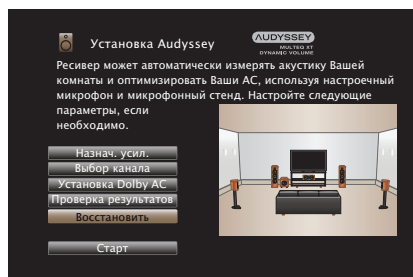 Установка Audyssey
AUDYSSEY
MULTEQ XT
DYNAMIC VOLUME
Ресивер может автоматически измерять акустику Вашей
комнаты и оптимизировать Ваши АС, используя настроечный
микрофон и микрофонный стенд. Настройте следующие
параметры, если
необходимо.
Назнач. усил.
Выбор канала
Установка Dolby АС
Проверка результатов
Восстановить
Старт